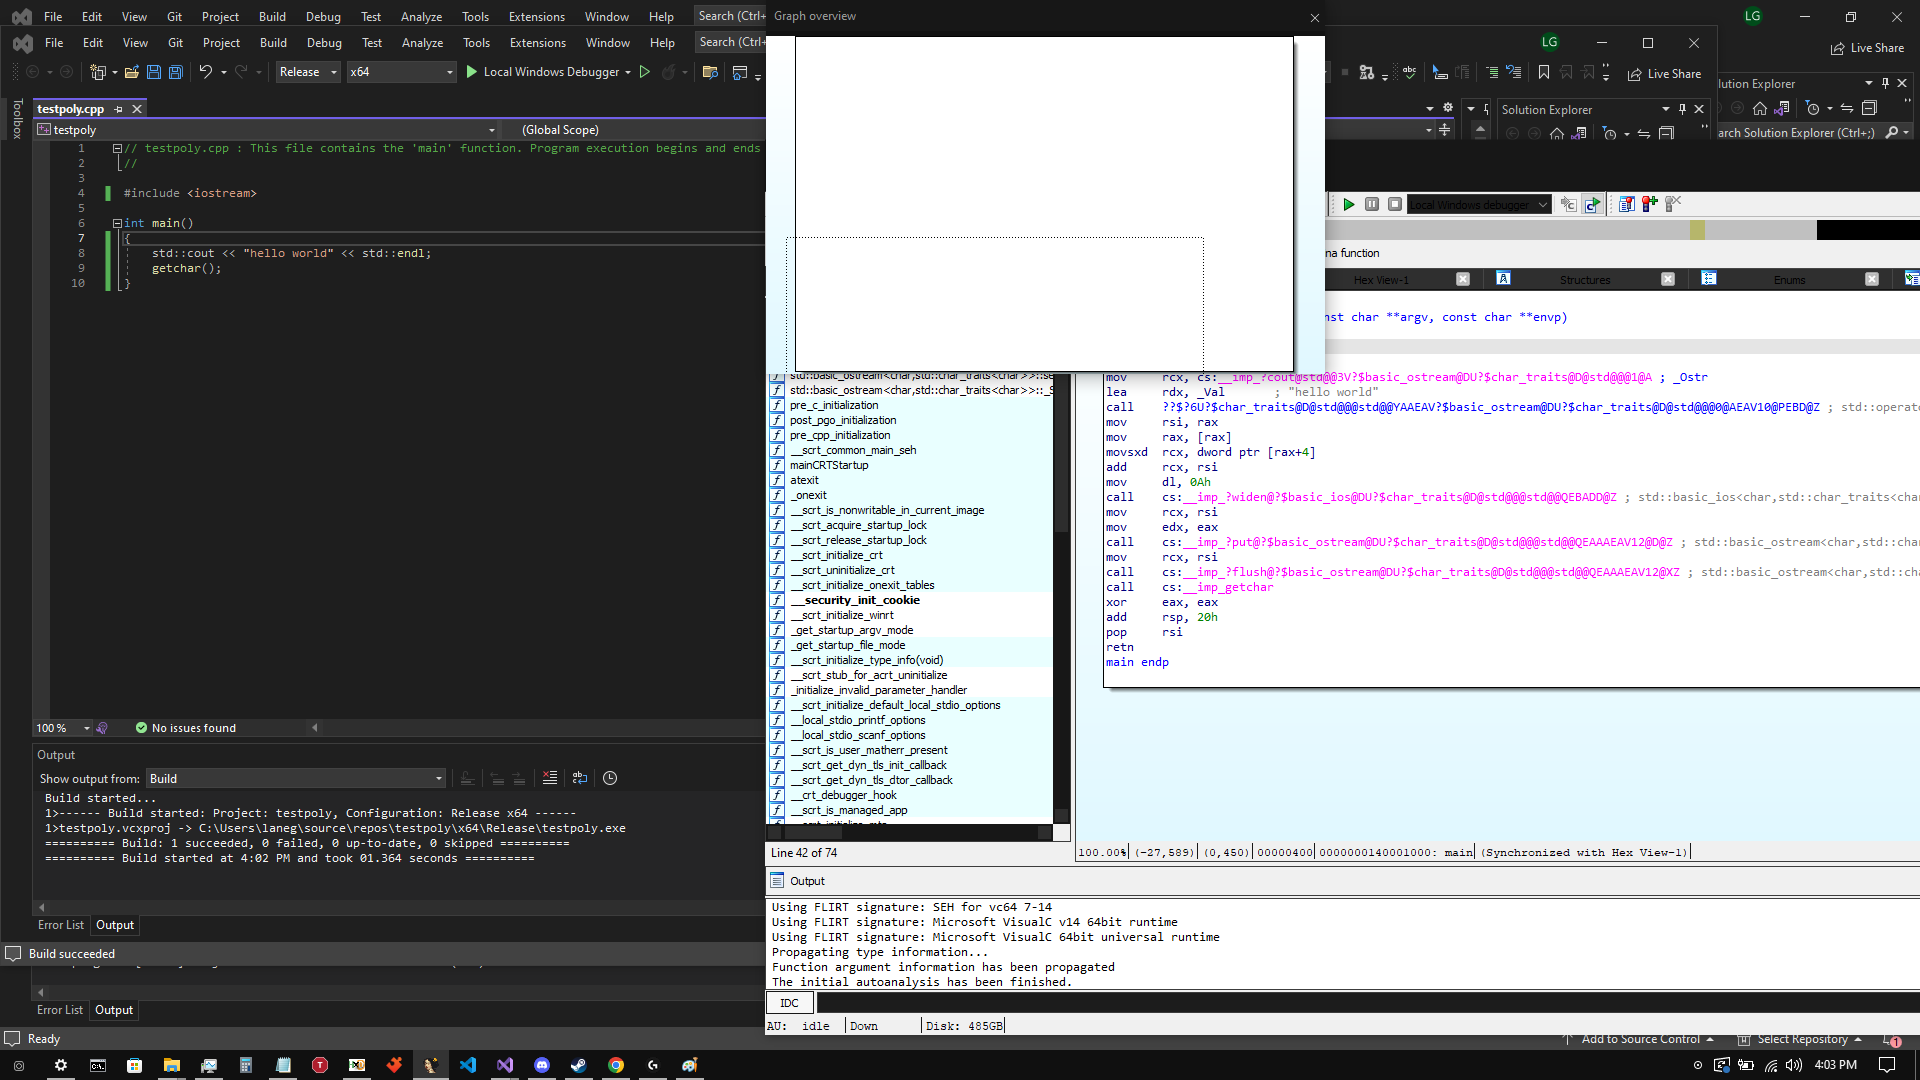 File Edit View Git Project Build Debug Test Analyze Tools Extensions Window Help Search (Ctrl+
Graph overview
LG
File Edit View Git Project Build Debug Test Analyze Tools Extensions Window Help Search (Ctrl+
LG
Live Share
Release x64 Local Windows Debugger
Live Share
lution Explorer
Toolbox
testpoly.cpp
Solution Explorer
testpoly (Global Scope)
arch Solution Explorer (Ctrl+;)
1 // testpoly.cpp : This file contains the 'main' function. Program execution begins and ends
2 //
3
4 #include <iostream>
5
6 int main()
7 {
8 std::cout << "hello world" << std::endl;
9 getchar();
10 }
Local Windows debugger
na function
Hex View-1 Structures Enums
nst char **argv, const char **envp)
mov rcx, cs:__imp_?cout@std@@3V?$basic_ostream@DU?$char_traits@D@std@@@1@A ; _Ostr
lea rdx, _Val ; "hello world"
call ??$?6U?$char_traits@D@std@@@std@@YAAEAV?$basic_ostream@DU?$char_traits@D@std@@@0@AEAV10@PEBD@Z ; std::operato
mov rsi, rax
mov rax, [rax]
movsxd rcx, dword ptr [rax+4]
add rcx, rsi
mov dl, 0Ah
call cs:__imp_?widen@?$basic_ios@DU?$char_traits@D@std@@@std@@QEBADD@Z ; std::basic_ios<char,std::char_traits<char
mov rcx, rsi
mov edx, eax
call cs:__imp_?put@?$basic_ostream@DU?$char_traits@D@std@@@std@@QEAAAEAV12@D@Z ; std::basic_ostream<char,std::char
mov rcx, rsi
call cs:__imp_?flush@?$basic_ostream@DU?$char_traits@D@std@@@std@@QEAAAEAV12@XZ ; std::basic_ostream<char,std::cha
call cs:__imp_getchar
xor eax, eax
add rsp, 20h
pop rsi
retn
main endp
std::basic_ostream<char,std::char_traits<char>>::se
std::basic_ostream<char,std::char_traits<char>>::_S
pre_c_initialization
post_pgo_initialization
pre_cpp_initialization
__scrt_common_main_seh
mainCRTStartup
atexit
_onexit
__scrt_is_nonwritable_in_current_image
__scrt_acquire_startup_lock
__scrt_release_startup_lock
__scrt_initialize_crt
__scrt_uninitialize_crt
__scrt_initialize_onexit_tables
__security_init_cookie
__scrt_initialize_winrt
_get_startup_argv_mode
_get_startup_file_mode
__scrt_initialize_type_info(void)
__scrt_stub_for_acrt_uninitialize
_initialize_invalid_parameter_handler
__scrt_initialize_default_local_stdio_options
__local_stdio_printf_options
__local_stdio_scanf_options
__scrt_is_user_matherr_present
__scrt_get_dyn_tls_init_callback
__scrt_get_dyn_tls_dtor_callback
__crt_debugger_hook
__scrt_is_managed_app
Line 42 of 74
100.00% (-27,589) (0,450) 00000400 0000000140001000: main (Synchronized with Hex View-1)
Output
Using FLIRT signature: SEH for vc64 7-14
Using FLIRT signature: Microsoft VisualC v14 64bit runtime
Using FLIRT signature: Microsoft VisualC 64bit universal runtime
Propagating type information...
Function argument information has been propagated
The initial autoanalysis has been finished.
IDC
AU: idle Down Disk: 485GB
100 % No issues found
Output
Show output from: Build
Build started...
1>------ Build started: Project: testpoly, Configuration: Release x64 ------
1>testpoly.vcxproj -> C:\Users\laneg\source\repos\testpoly\x64\Release\testpoly.exe
========== Build: 1 succeeded, 0 failed, 0 up-to-date, 0 skipped ==========
========== Build started at 4:02 PM and took 01.364 seconds ==========
Error List Output
Build succeeded
Error List Output
Ready
Add to Source Control Select Repository 1
4:03 PM